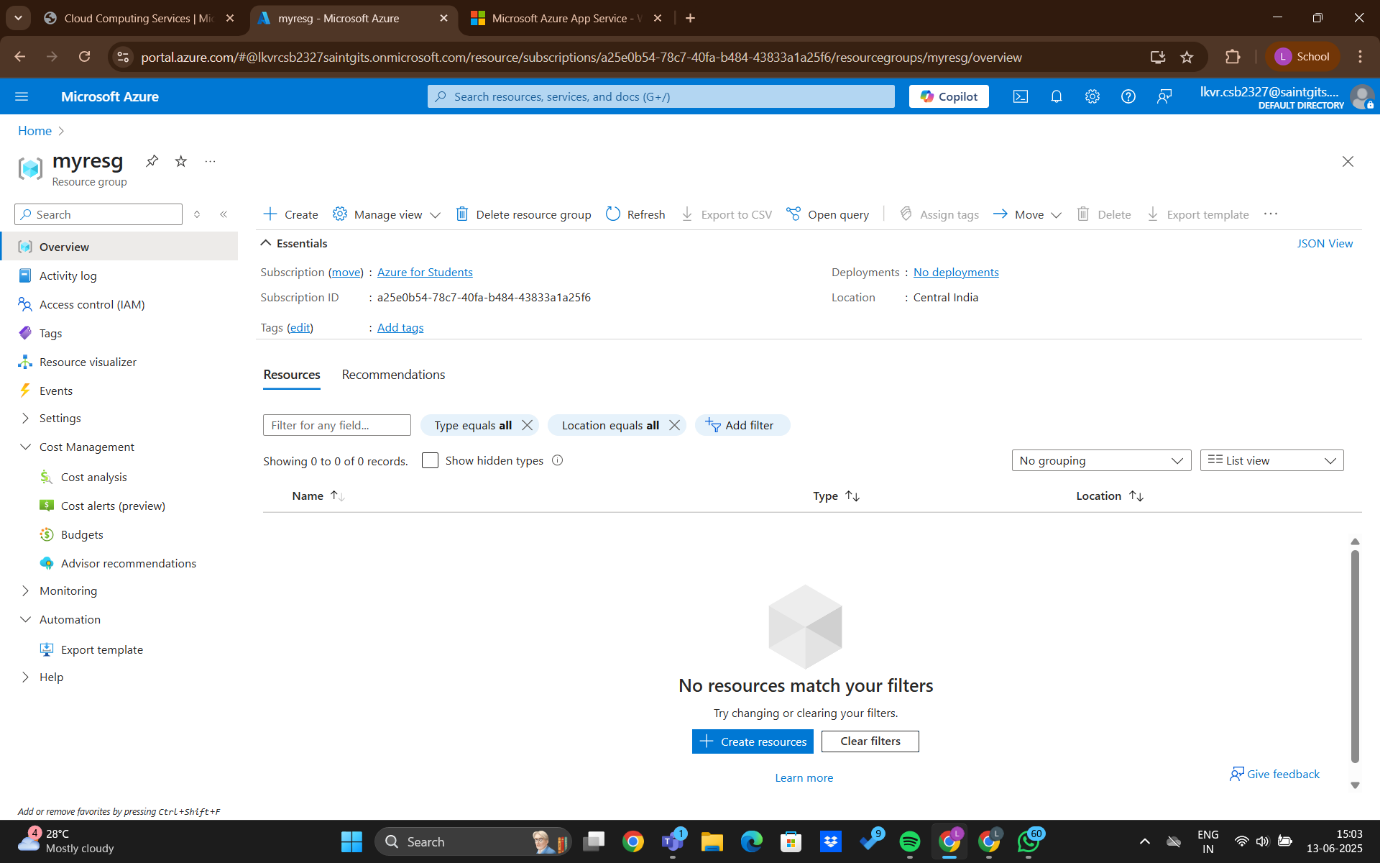 Cloud Computing Services | Mi
myresg - Microsoft Azure
Microsoft Azure App Service -
portal.azure.com/#@lkvrcsb2327saintgits.onmicrosoft.com/resource/subscriptions/a25e0b54-78c7-40fa-b484-43833a1a25f6/resourcegroups/myresg/overview
L School
Microsoft Azure
Search resources, services, and docs (G+/)
Copilot
lkvr.csb2327@saintgits....
DEFAULT DIRECTORY
Home
myresg
Resource group
Search
Create
Manage view
Delete resource group
Refresh
Export to CSV
Open query
Assign tags
Move
Delete
Export template
Overview
Activity log
Access control (IAM)
Tags
Resource visualizer
Events
Settings
Cost Management
Cost analysis
Cost alerts (preview)
Budgets
Advisor recommendations
Monitoring
Automation
Export template
Help
Add or remove favorites by pressing Ctrl+Shift+F
Essentials
JSON View
Subscription (move) : Azure for Students
Deployments : No deployments
Subscription ID : a25e0b54-78c7-40fa-b484-43833a1a25f6
Location : Central India
Tags (edit) : Add tags
Resources
Recommendations
Filter for any field...
Type equals all
Location equals all
Add filter
Showing 0 to 0 of 0 records.
Show hidden types
No grouping
List view
Name
Type
Location
No resources match your filters
Try changing or clearing your filters.
Create resources
Clear filters
Learn more
Give feedback
4
28°C
Mostly cloudy
Search
1
9
L
L
60
ENG
IN
15:03
13-06-2025